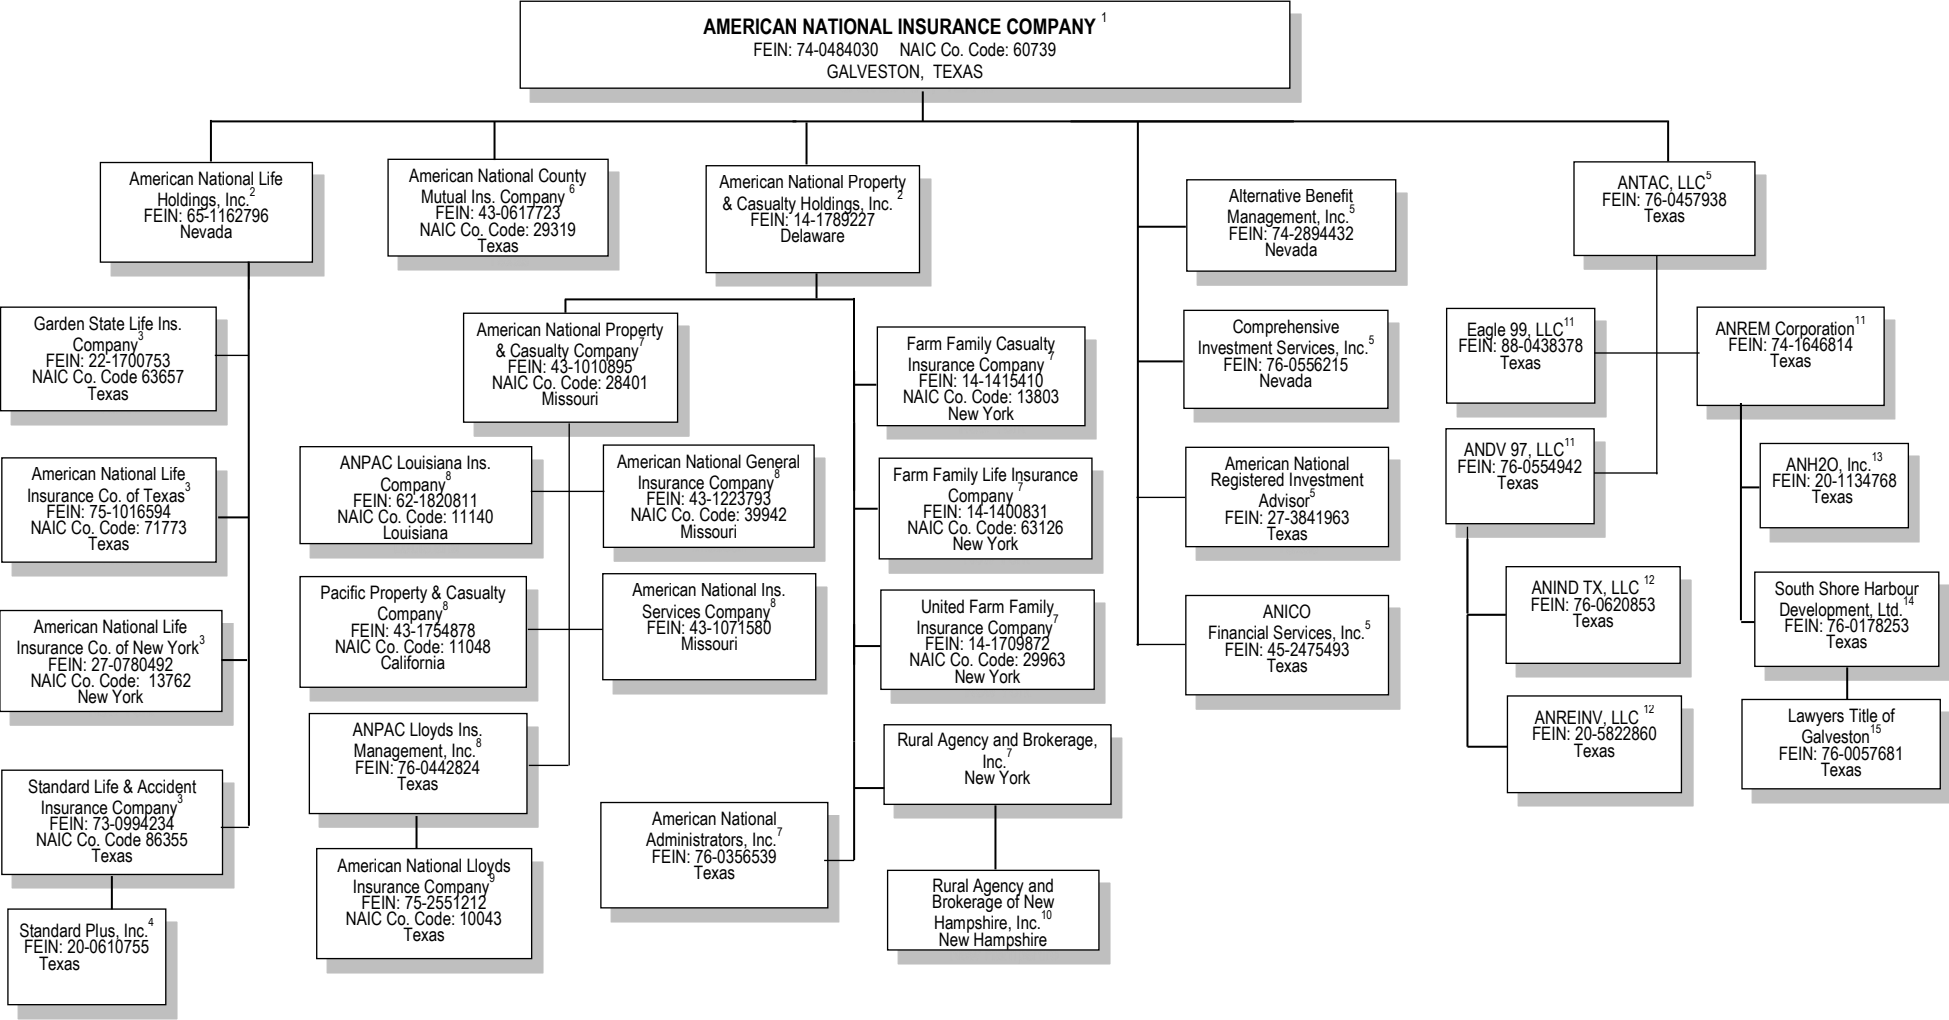 AMERICAN NATIONAL INSURANCE COMPANY 1
FEIN: 74-0484030 NAIC Co. Code: 60739
GALVESTON, TEXAS
American National Life
Holdings, Inc.2
FEIN: 65-1162796
Nevada
American National County
Mutual Ins. Company 6
FEIN: 43-0617723
NAIC Co. Code: 29319
Texas
American National Property
& Casualty Holdings, Inc. 2
FEIN: 14-1789227
Delaware
Alternative Benefit
Management, Inc.5
FEIN: 74-2894432
Nevada
ANTAC, LLC5
FEIN: 76-0457938
Texas
Garden State Life Ins.
Company3
FEIN: 22-1700753
NAIC Co. Code 63657
Texas
American National Property
& Casualty Company7
FEIN: 43-1010895
NAIC Co. Code: 28401
Missouri
Farm Family Casualty
Insurance Company 7
FEIN: 14-1415410
NAIC Co. Code: 13803
New York
Comprehensive
Investment Services, Inc.5
FEIN: 76-0556215
Nevada
Eagle 99, LLC11
FEIN: 88-0438378
Texas
ANREM Corporation11
FEIN: 74-1646814
Texas
American National Life
Insurance Co. of Texas3
FEIN: 75-1016594
NAIC Co. Code: 71773
Texas
ANPAC Louisiana Ins.
Company8
FEIN: 62-1820811
NAIC Co. Code: 11140
Louisiana
American National General
Insurance Company8
FEIN: 43-1223793
NAIC Co. Code: 39942
Missouri
Farm Family Life Insurance
Company 7
FEIN: 14-1400831
NAIC Co. Code: 63126
New York
American National
Registered Investment
Advisor5
FEIN: 27-3841963
Texas
ANDV 97, LLC11
FEIN: 76-0554942
Texas
ANH2O, Inc.13
FEIN: 20-1134768
Texas
American National Life
Insurance Co. of New York3
FEIN: 27-0780492
NAIC Co. Code: 13762
New York
Pacific Property & Casualty
Company8
FEIN: 43-1754878
NAIC Co. Code: 11048
California
American National Ins.
Services Company8
FEIN: 43-1071580
Missouri
United Farm Family
Insurance Company7
FEIN: 14-1709872
NAIC Co. Code: 29963
New York
ANICO
Financial Services, Inc.5
FEIN: 45-2475493
Texas
ANIND TX, LLC 12
FEIN: 76-0620853
Texas
South Shore Harbour
Development, Ltd.14
FEIN: 76-0178253
Texas
ANPAC Lloyds Ins.
Management, Inc.8
FEIN: 76-0442824
Texas
Rural Agency and Brokerage,
Inc.7
New York
ANREINV, LLC 12
FEIN: 20-5822860
Texas
Lawyers Title of
Galveston15
FEIN: 76-0057681
Texas
Standard Life & Accident
Insurance Company3
FEIN: 73-0994234
NAIC Co. Code 86355
Texas
American National Lloyds
Insurance Company9
FEIN: 75-2551212
NAIC Co. Code: 10043
Texas
American National
Administrators, Inc.7
FEIN: 76-0356539
Texas
Rural Agency and
Brokerage of New
Hampshire, Inc.10
New Hampshire
Standard Plus, Inc.4
FEIN: 20-0610755
Texas